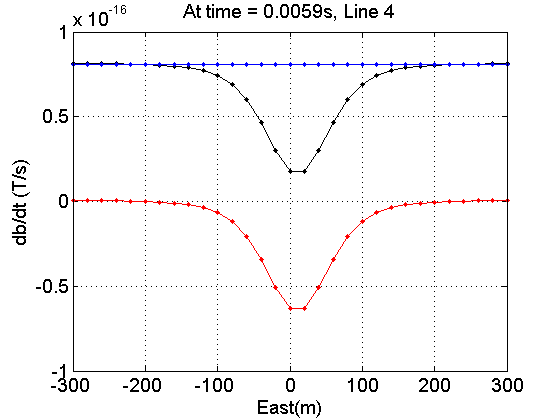 At time = 0.0059s, Line 4
1 x 10^-16
0.5
0
-0.5
-1
db/dt (T/s)
-300 -200 -100 0 100 200 300
East(m)